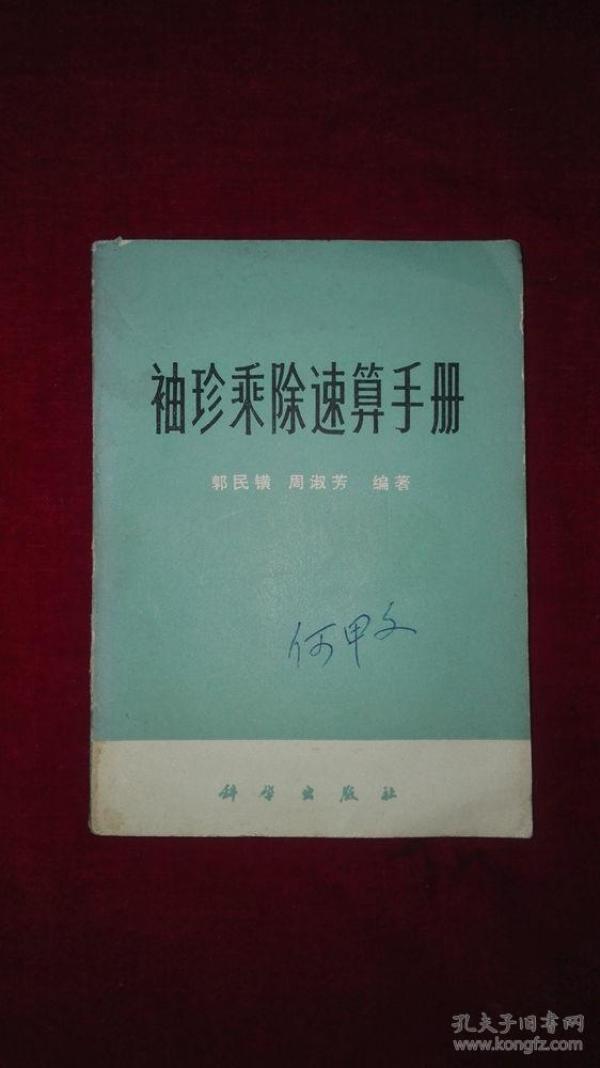 袖珍乘除速算手册
郭民镤 周淑芳 编著
何甲文
科学出版社
孔夫子旧书网
www.kongfz.com